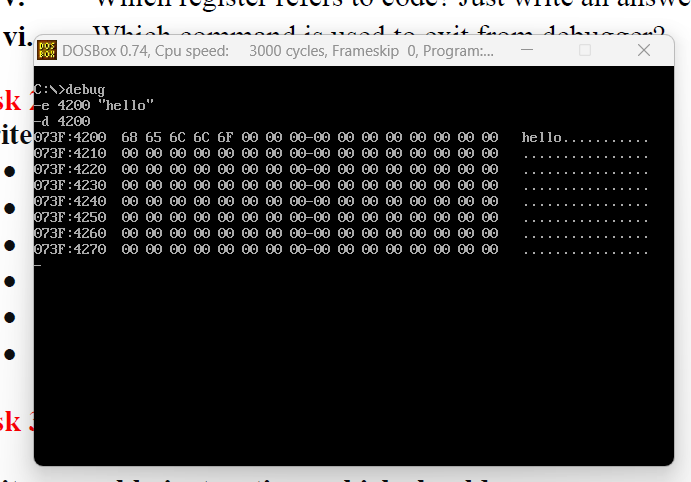 v. Which register refers to code? Just write an answer
vi. Which command is used to exit from debugger?
DOSBox 0.74, Cpu speed: 3000 cycles, Frameskip 0, Program:...
C:\>debug
-e 4200 "hello"
-d 4200
073F:4200 68 65 6C 6C 6F 00 00 00-00 00 00 00 00 00 00 00 hello...........
073F:4210 00 00 00 00 00 00 00 00-00 00 00 00 00 00 00 00 ................
073F:4220 00 00 00 00 00 00 00 00-00 00 00 00 00 00 00 00 ................
073F:4230 00 00 00 00 00 00 00 00-00 00 00 00 00 00 00 00 ................
073F:4240 00 00 00 00 00 00 00 00-00 00 00 00 00 00 00 00 ................
073F:4250 00 00 00 00 00 00 00 00-00 00 00 00 00 00 00 00 ................
073F:4260 00 00 00 00 00 00 00 00-00 00 00 00 00 00 00 00 ................
073F:4270 00 00 00 00 00 00 00 00-00 00 00 00 00 00 00 00 ................
-